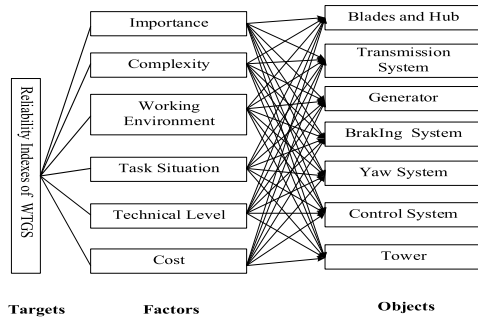 Reliability Indexes of WTGS
Importance
Complexity
Working
Environment
Task Situation
Technical Level
Cost
Blades and Hub
Transmission
System
Generator
BrakIng System
Yaw System
Control System
Tower
Targets
Factors
Objects